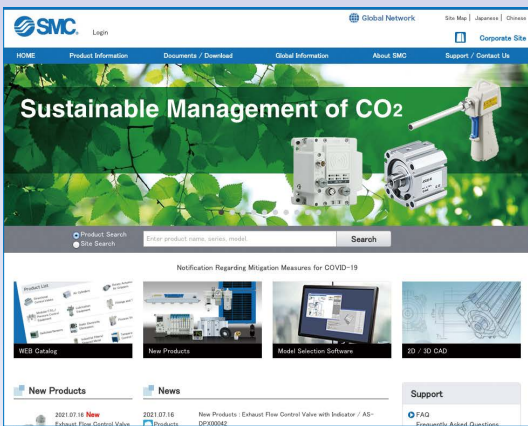 SMC
Login
Global Network
Site Map | Japanese | Chinese
Corporate Site
HOME
Product Information
Documents / Download
Global Information
About SMC
Support / Contact Us
Sustainable Management of CO2
Product Search
Site Search
Enter product name, series, model.
Search
Notification Regarding Mitigation Measures for COVID-19
Product List
WEB Catalog
New Products
Model Selection Software
2D / 3D CAD
New Products
News
Support
2021.07.16 New
Exhaust Flow Control Valve
2021.07.16
Products
New Products : Exhaust Flow Control Valve with Indicator / AS-
DPX00042
FAQ
Frequently Asked Questions